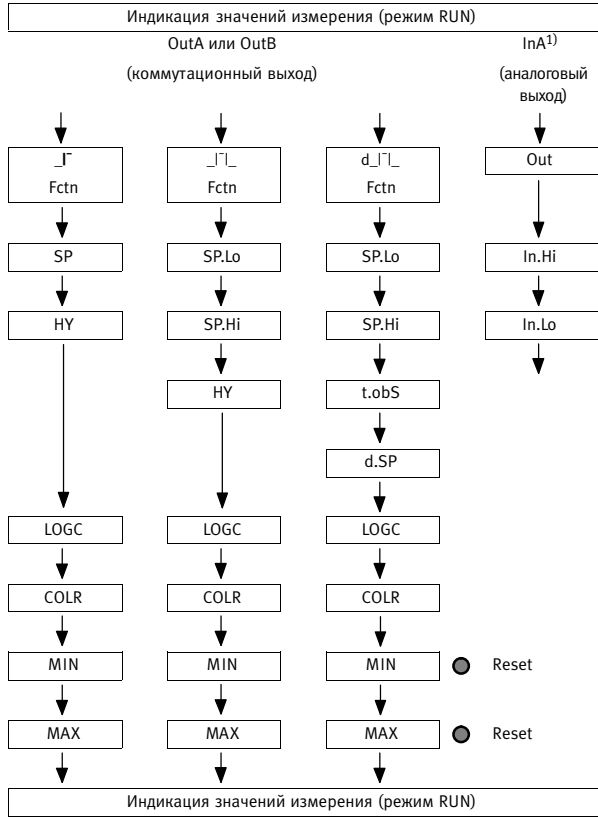 Индикация значений измерения (режим RUN)
OutA или OutB InA1)
(коммутационный выход) (аналоговый
выход)
_|¯ _|¯|_ d_|¯|_ Out
Fctn Fctn Fctn
SP SP.Lo SP.Lo In.Hi
HY SP.Hi SP.Hi In.Lo
HY t.obS
d.SP
LOGC LOGC LOGC
COLR COLR COLR
MIN MIN MIN Reset
MAX MAX MAX Reset
Индикация значений измерения (режим RUN)